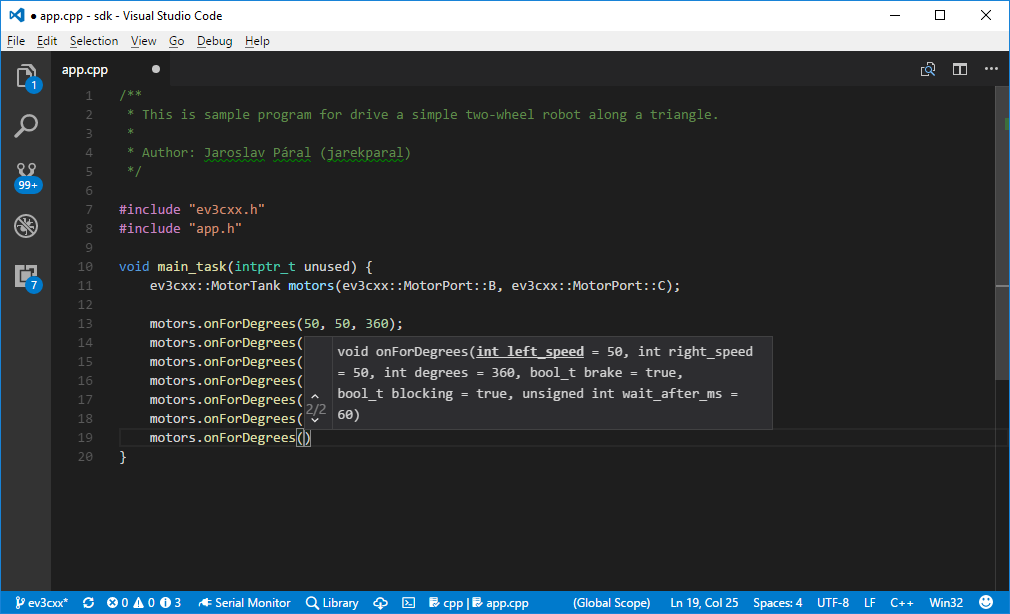 ● app.cpp - sdk - Visual Studio Code
File Edit Selection View Go Debug Help
app.cpp ●
1
99+
7
1 /**
2 * This is sample program for drive a simple two-wheel robot along a triangle.
3 *
4 * Author: Jaroslav Páral (jarekparal)
5 */
6
7 #include "ev3cxx.h"
8 #include "app.h"
9
10 void main_task(intptr_t unused) {
11 ev3cxx::MotorTank motors(ev3cxx::MotorPort::B, ev3cxx::MotorPort::C);
12
13 motors.onForDegrees(50, 50, 360);
14 motors.onForDegrees(
15 motors.onForDegrees(
16 motors.onForDegrees(
17 motors.onForDegrees(
18 motors.onForDegrees(
19 motors.onForDegrees()
20 }
2/2
void onForDegrees(int left_speed = 50, int right_speed
= 50, int degrees = 360, bool_t brake = true,
bool_t blocking = true, unsigned int wait_after_ms =
60)
ev3cxx* 0 0 3 Serial Monitor Library cpp | app.cpp (Global Scope) Ln 19, Col 25 Spaces: 4 UTF-8 LF C++ Win32